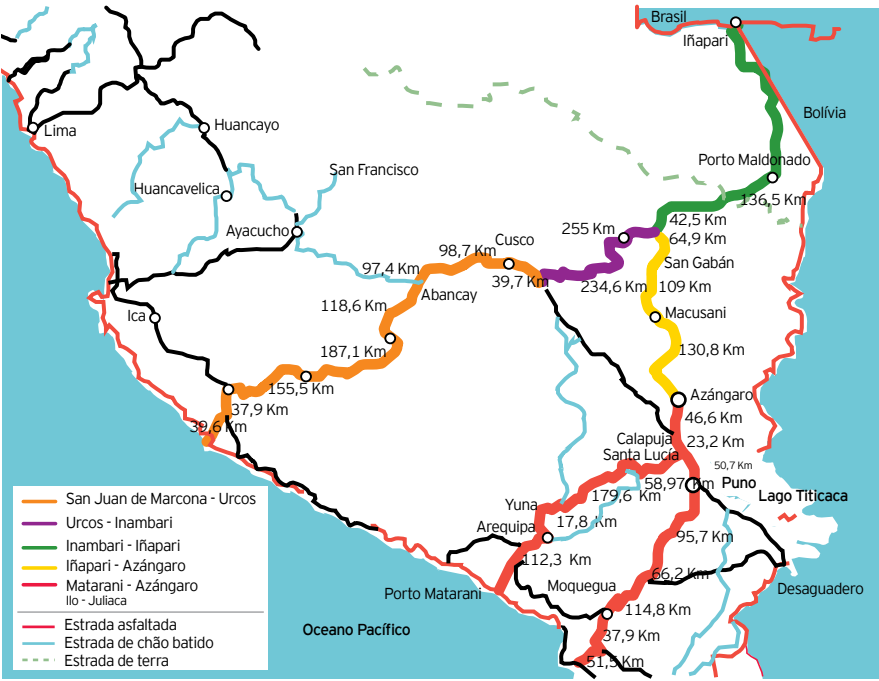 Brasil
Iñapari
Bolívia
Lima
Huancayo
Porto Maldonado
San Francisco
Huancavelica
136,5 Km
42,5 Km
Ayacucho
255 Km
64,9 Km
Cusco
98,7 Km
97,4 Km
San Gabán
39,7 Km
234,6 Km
109 Km
Abancay
118,6 Km
Ica
Macusani
187,1 Km
130,8 Km
155,5 Km
Azángaro
37,9 Km
46,6 Km
39,6 Km
Calapuja
23,2 Km
Santa Lucía
50,7 Km
58,97 Km
Puno
179,6 Km
Lago Titicaca
Yuna
17,8 Km
Arequipa
95,7 Km
112,3 Km
66,2 Km
Moquegua
Desaguadero
Porto Matarani
114,8 Km
Oceano Pacífico
37,9 Km
51,5 Km
San Juan de Marcona - Urcos
Urcos - Inambari
Inambari - Iñapari
Iñapari - Azángaro
Matarani - Azángaro
Ilo - Juliaca
Estrada asfaltada
Estrada de chão batido
Estrada de terra